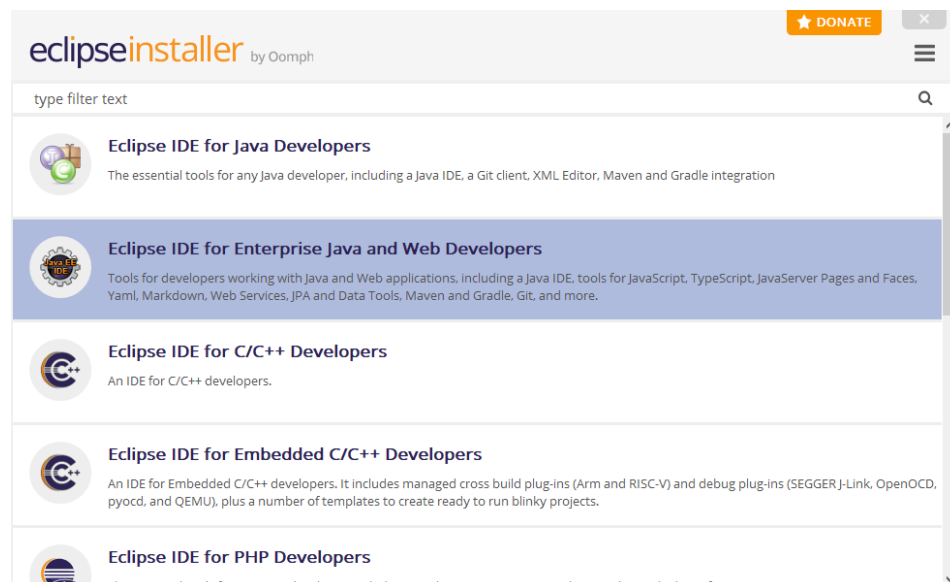 DONATE
eclipseinstaller by Oomph
type filter text
Eclipse IDE for Java Developers
The essential tools for any Java developer, including a Java IDE, a Git client, XML Editor, Maven and Gradle integration
Java EE
IDE
Eclipse IDE for Enterprise Java and Web Developers
Tools for developers working with Java and Web applications, including a Java IDE, tools for JavaScript, TypeScript, JavaServer Pages and Faces,
Yaml, Markdown, Web Services, JPA and Data Tools, Maven and Gradle, Git, and more.
C++
Eclipse IDE for C/C++ Developers
An IDE for C/C++ developers.
C++
Eclipse IDE for Embedded C/C++ Developers
An IDE for Embedded C/C++ developers. It includes managed cross build plug-ins (Arm and RISC-V) and debug plug-ins (SEGGER J-Link, OpenOCD,
pyocd, and QEMU), plus a number of templates to create ready to run blinky projects.
Eclipse IDE for PHP Developers